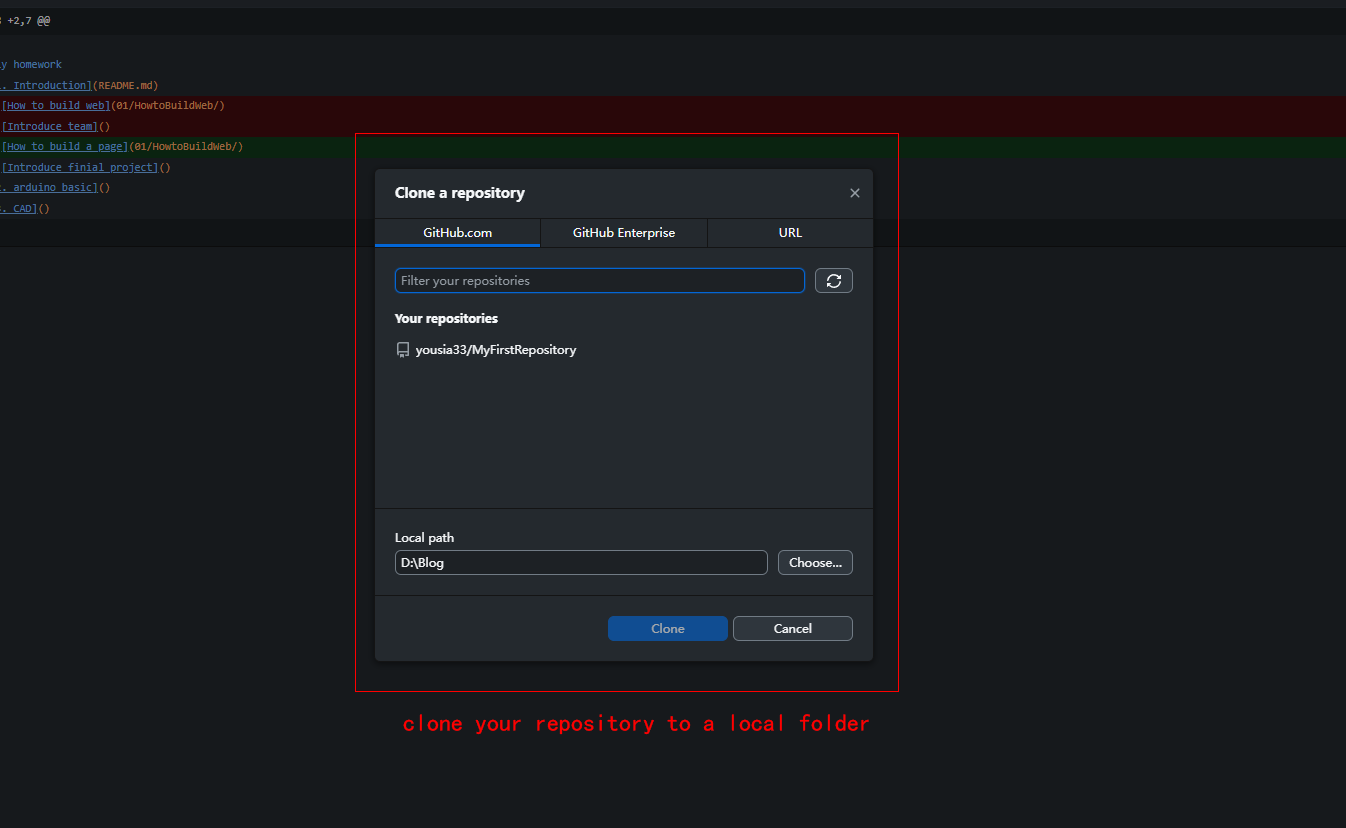 +2,7 @@
y homework
. Introduction](README.md)
[How to build web](01/HowtoBuildWeb/)
[Introduce team]()
[How to build a page](01/HowtoBuildWeb/)
[Introduce finial project]()
. arduino basic]()
. CAD]()
Clone a repository
GitHub.com GitHub Enterprise URL
Filter your repositories
Your repositories
yousia33/MyFirstRepository
Local path
D:\Blog Choose...
Clone Cancel
clone your repository to a local folder